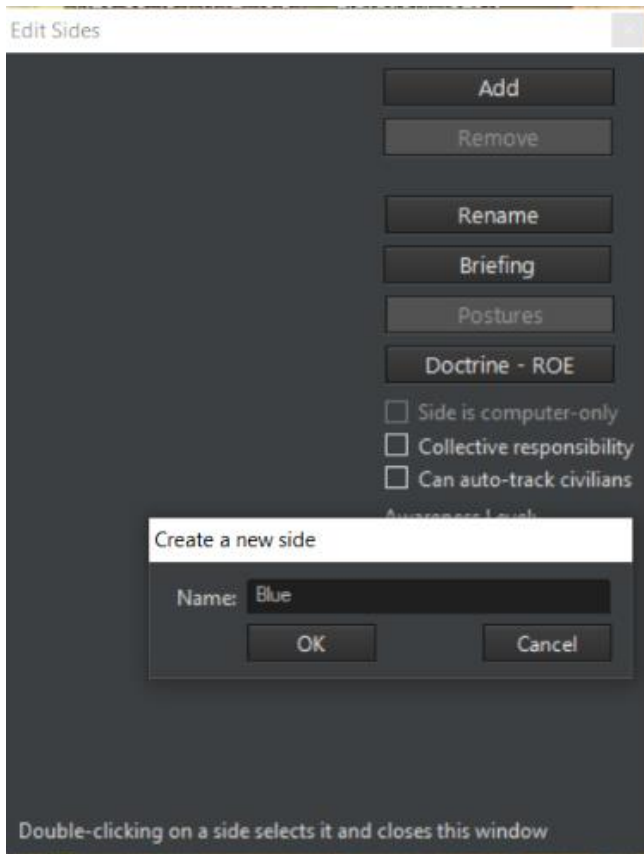 Edit Sides
Add
Remove
Rename
Briefing
Postures
Doctrine - ROE
Side is computer-only
Collective responsibility
Can auto-track civilians
Create a new side
Name: Blue
OK Cancel
Double-clicking on a side selects it and closes this window